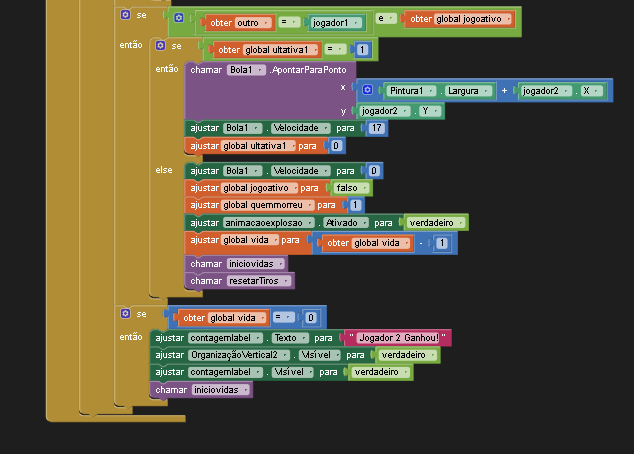 se obter outro = jogador1 e obter global jogoativo
então se obter global ultativa1 = 1
então chamar Bola1 .ApontarParaPonto
x Pintura1 . Largura + jogador2 . X
y jogador2 . Y
ajustar Bola1 . Velocidade para 17
ajustar global ultativa1 para 0
else ajustar Bola1 . Velocidade para 0
ajustar global jogoativo para falso
ajustar global quemmorreu para 1
ajustar animacaoexplosao . Ativado para verdadeiro
ajustar global vida para obter global vida - 1
chamar iniciovidas
chamar resetarTiros
se obter global vida = 0
então ajustar contagemlabel . Texto para " Jogador 2 Ganhou! "
ajustar OrganizaçãoVertical2 . Visível para verdadeiro
ajustar contagemlabel . Visível para verdadeiro
chamar iniciovidas